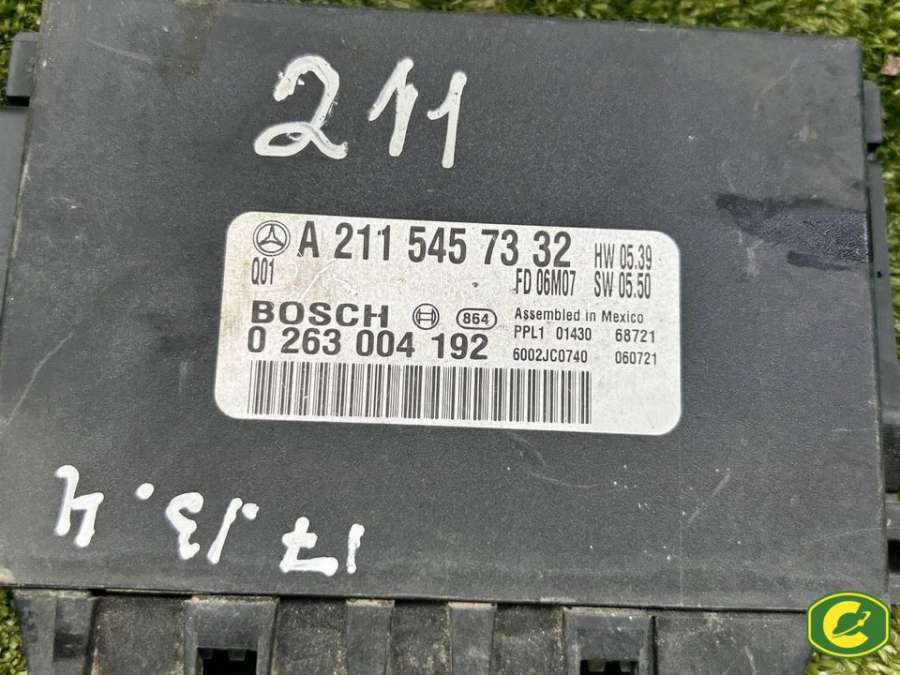 211
A 211 545 73 32 HW 05.39
Q01 FD 06M07 SW 05.50
BOSCH 864 Assembled in Mexico
0 263 004 192 PPL1 01430 68721
6002JC0740 060721
17.13.4